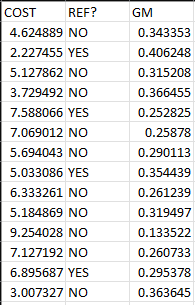 COST REF? GM
4.624889 NO 0.343353
2.227455 YES 0.406248
5.127862 NO 0.315208
3.729492 NO 0.366455
7.588066 YES 0.252825
7.069012 NO 0.25878
5.694043 NO 0.290113
5.033086 YES 0.354439
6.333261 NO 0.261239
5.184869 NO 0.319497
9.254028 NO 0.133522
7.127192 NO 0.260733
6.895687 YES 0.295378
3.007327 NO 0.363645